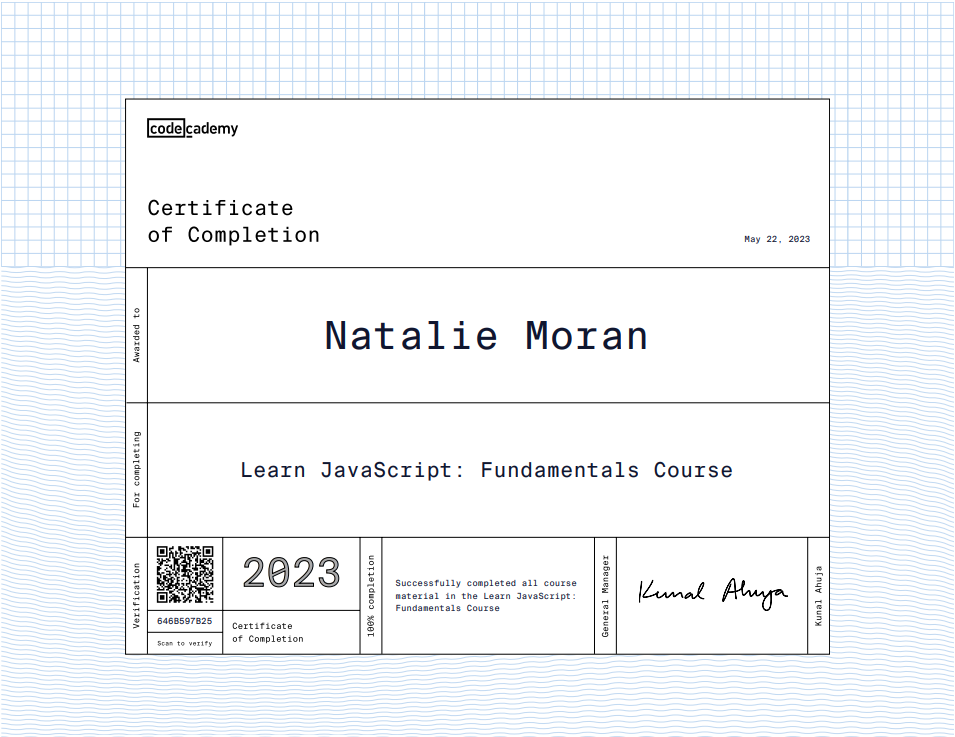 codecademy
Certificate
of Completion
May 22, 2023
Awarded to
Natalie Moran
For completing
Learn JavaScript: Fundamentals Course
Verification
646B597B25
Scan to verify
2023
Certificate
of Completion
100% completion
Successfully completed all course
material in the Learn JavaScript:
Fundamentals Course
General Manager
Kunal Ahuja
Kunal Ahuja